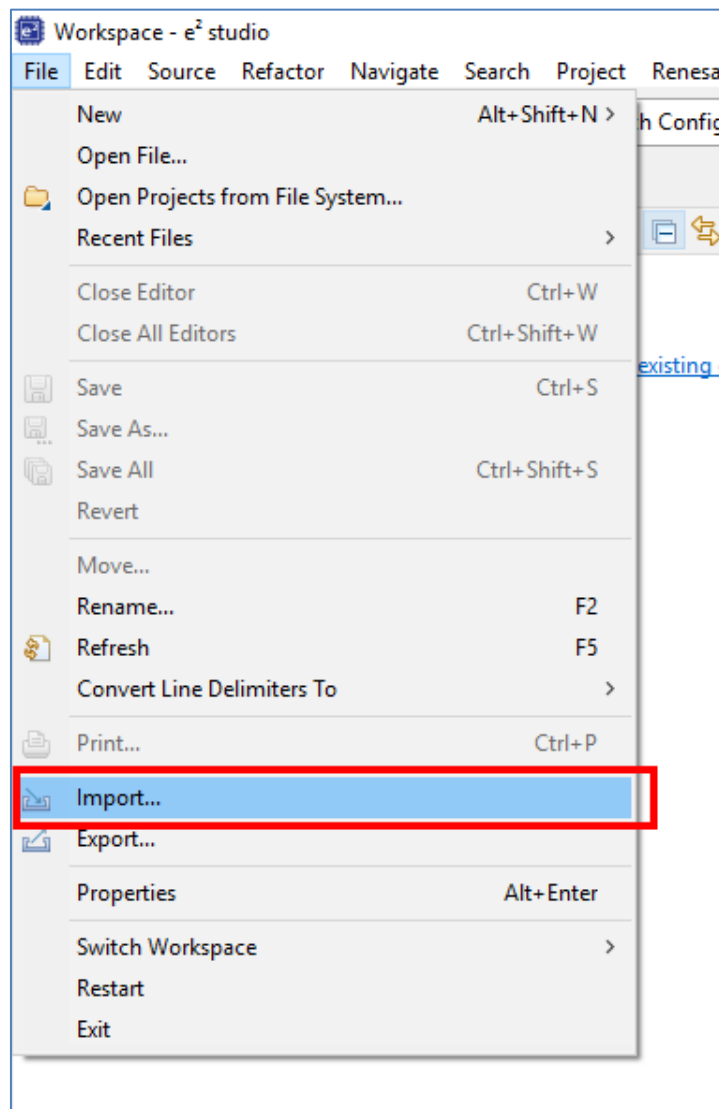 Workspace - e² studio
File Edit Source Refactor Navigate Search Project Renesa
New Alt+Shift+N >
h Config
Open File...
Open Projects from File System...
Recent Files >
Close Editor Ctrl+W
Close All Editors Ctrl+Shift+W
existing
Save Ctrl+S
Save As...
Save All Ctrl+Shift+S
Revert
Move...
Rename... F2
Refresh F5
Convert Line Delimiters To >
Print... Ctrl+P
Import...
Export...
Properties Alt+Enter
Switch Workspace >
Restart
Exit